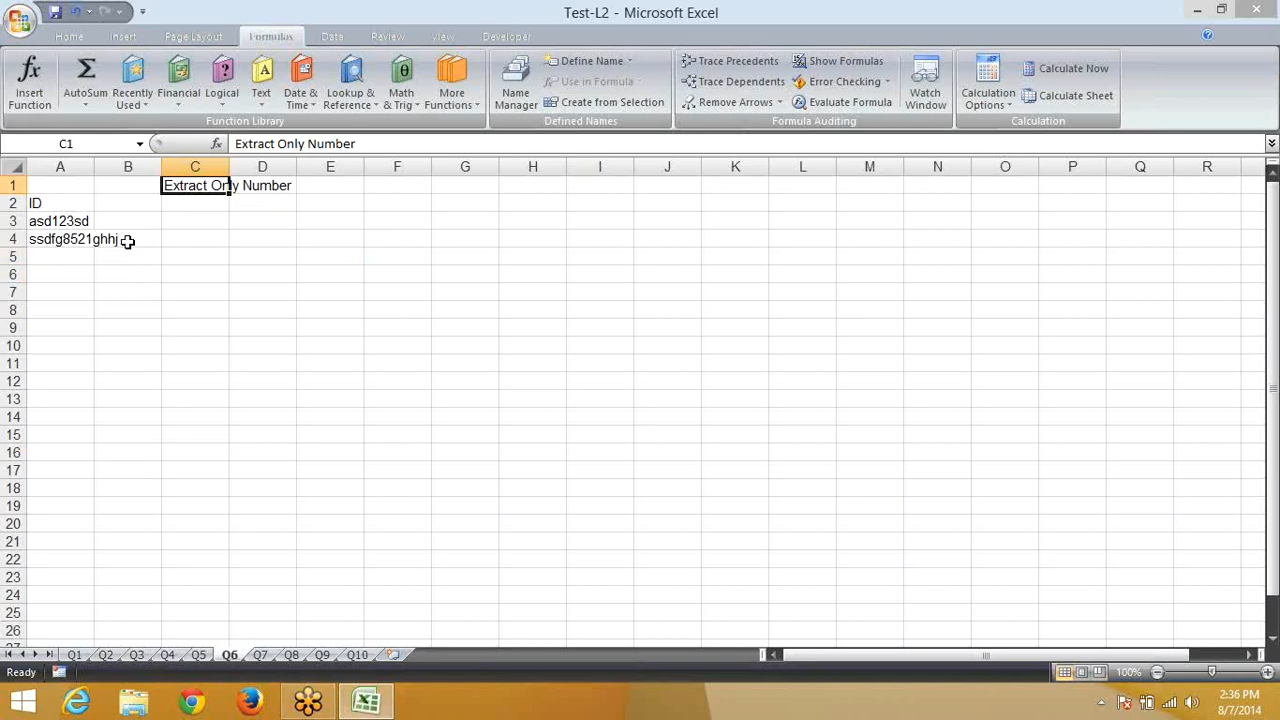 Test-L2 - Microsoft Excel
Home Insert Page Layout Formulas Data Review View Developer
fx Insert Function
Σ AutoSum
Recently Used
Financial
Logical
Text
Date & Time
Lookup & Reference
Math & Trig
More Functions
Function Library
Name Manager
Define Name
Use in Formula
Create from Selection
Defined Names
Trace Precedents
Trace Dependents
Remove Arrows
Show Formulas
Error Checking
Evaluate Formula
Formula Auditing
Watch Window
Calculation Options
Calculate Now
Calculate Sheet
Calculation
C1 fx Extract Only Number
A B C D E F G H I J K L M N O P Q R
1 Extract Only Number
2 ID
3 asd123sd
4 ssdfg8521ghhj
5
6
7
8
9
10
11
12
13
14
15
16
17
18
19
20
21
22
23
24
25
26
Q1 Q2 Q3 Q4 Q5 Q6 Q7 Q8 Q9 Q10
Ready 100%
2:36 PM
8/7/2014